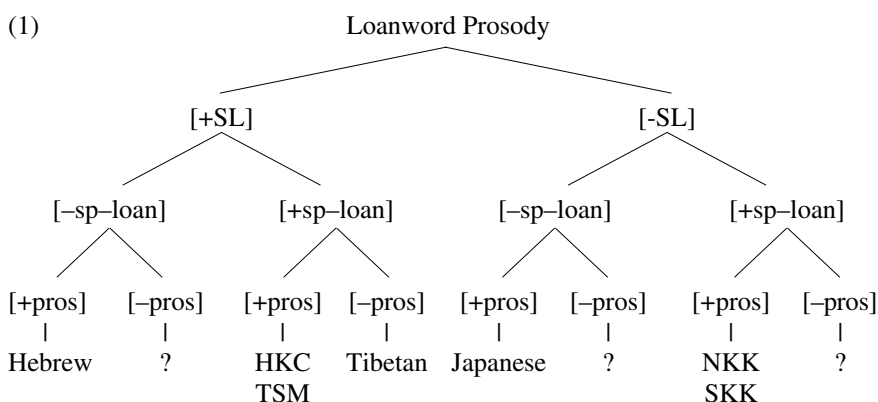 (1) Loanword Prosody
[+SL] [-SL]
[–sp–loan] [+sp–loan] [–sp–loan] [+sp–loan]
[+pros] [–pros] [+pros] [–pros] [+pros] [–pros] [+pros] [–pros]
Hebrew ? HKC Tibetan Japanese ? NKK ?
TSM SKK